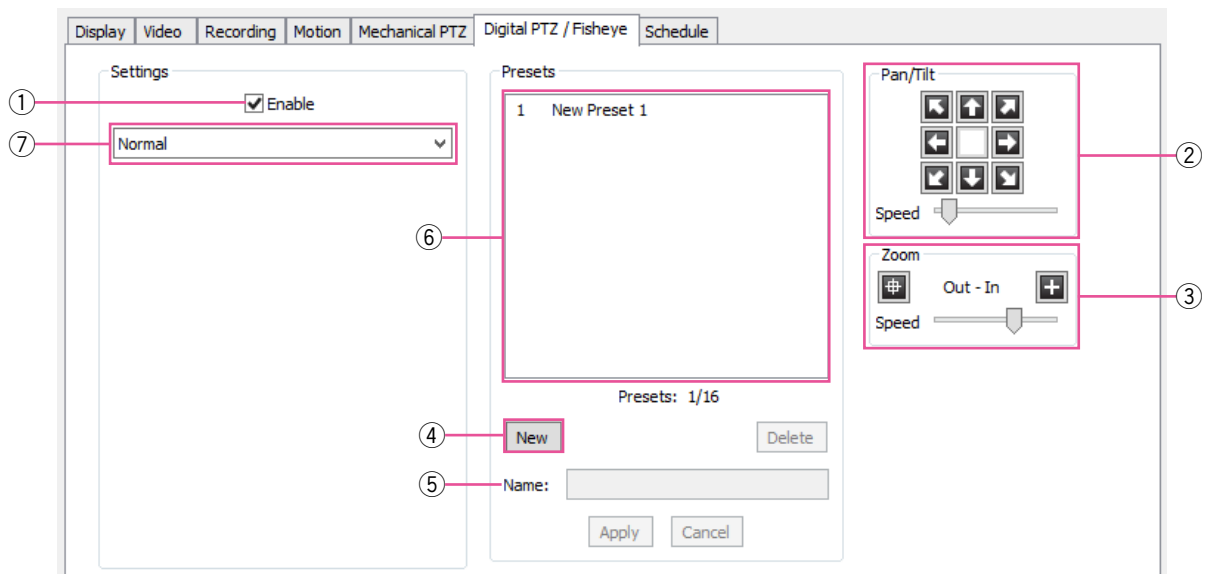 Display Video Recording Motion Mechanical PTZ Digital PTZ / Fisheye Schedule
Settings
① Enable
⑦ Normal
Presets
1 New Preset 1
⑥
Presets: 1/16
④ New Delete
⑤ Name:
Apply Cancel
Pan/Tilt
②
Speed
Zoom
Out - In
③
Speed